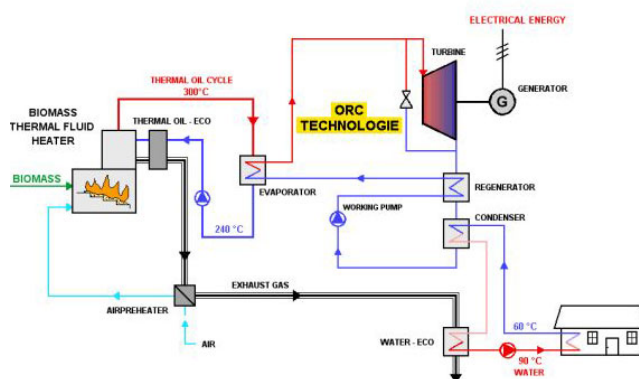 ELECTRICAL ENERGY
TURBINE
GENERATOR
G
THERMAL OIL CYCLE
300°C
BIOMASS
THERMAL FLUID
HEATER
THERMAL OIL - ECO
ORC
TECHNOLOGIE
BIOMASS
EVAPORATOR
REGENERATOR
WORKING PUMP
CONDENSER
240 °C
EXHAUST GAS
AIRPREHEATER
AIR
WATER - ECO
60 °C
90 °C
WATER